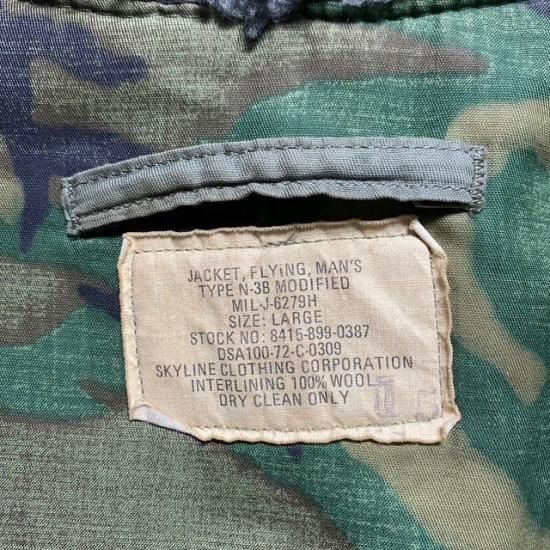 JACKET, FLYING, MAN'S
TYPE N-3B MODIFIED
MIL-J-6279H
SIZE: LARGE
STOCK NO: 8415-899-0387
DSA100-72-C-0309
SKYLINE CLOTHING CORPORATION
INTERLINING 100% WOOL
DRY CLEAN ONLY